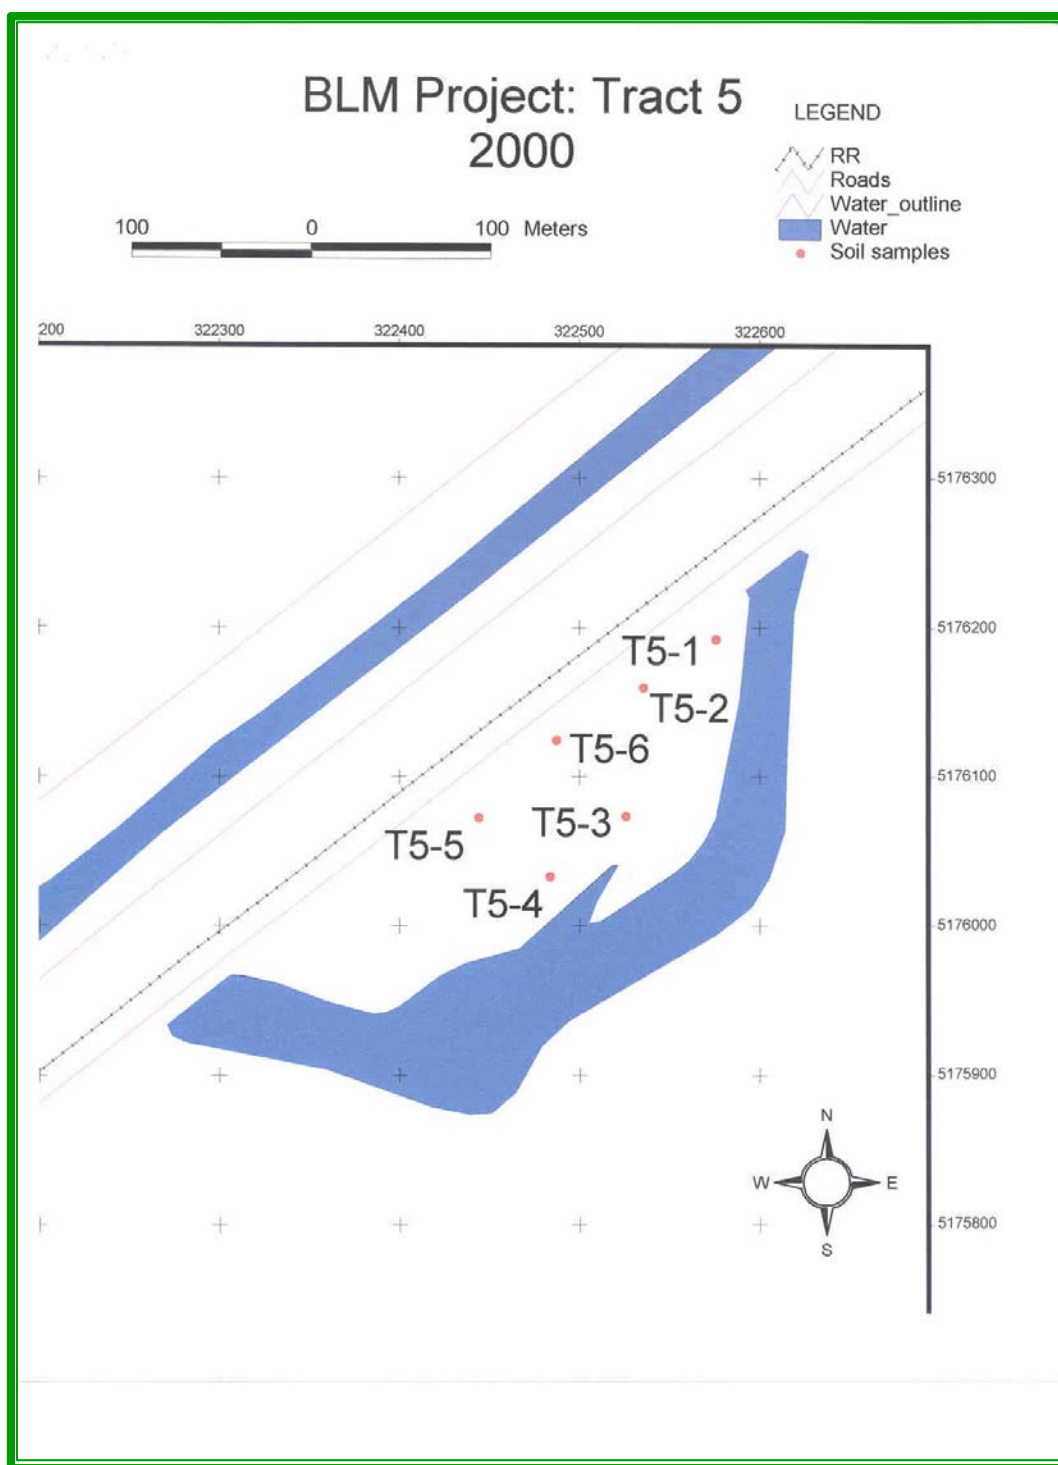 BLM Project: Tract 5
2000
LEGEND
RR
Roads
Water_outline
Water
Soil samples
100 0 100 Meters
200 322300 322400 322500 322600
5176300
5176200
T5-1
T5-2
T5-6
5176100
T5-3
T5-5
T5-4
5176000
5175900
N
W E
S
5175800